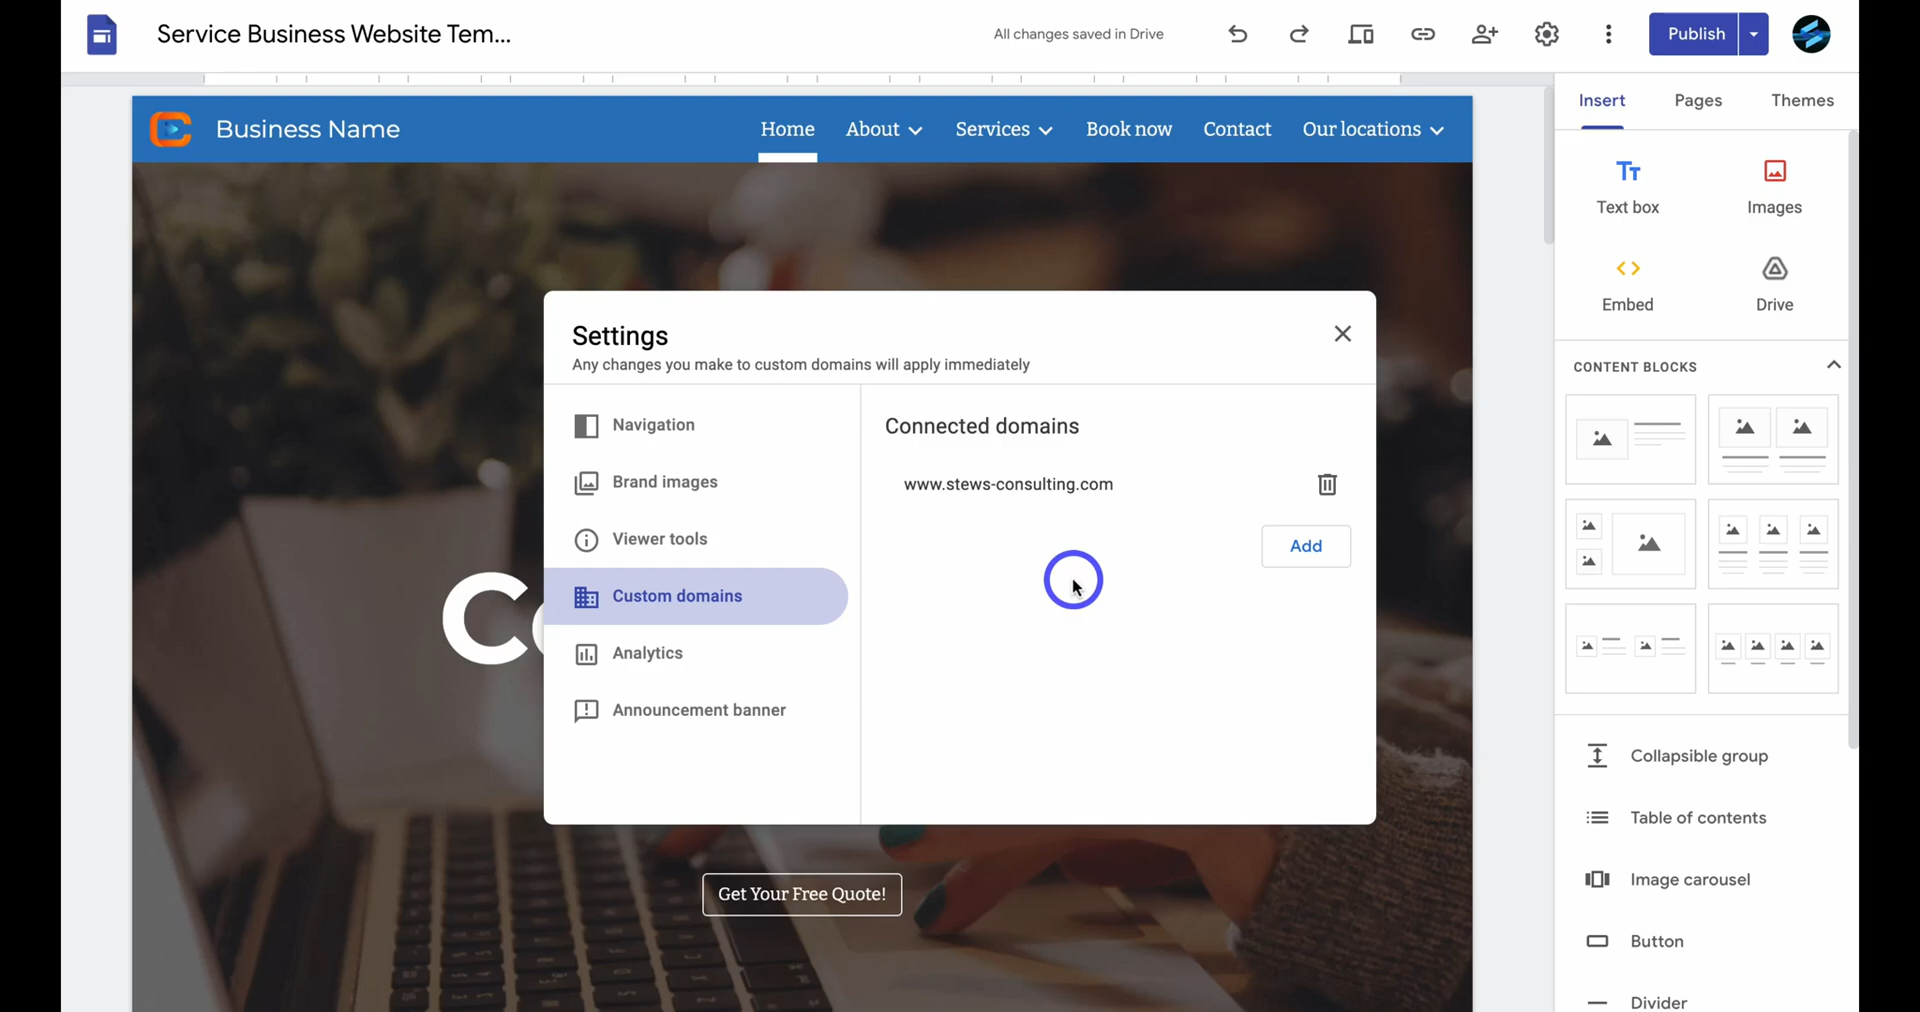 Service Business Website Tem...
All changes saved in Drive
Publish
Business Name
Home
About
Services
Book now
Contact
Our locations
Insert
Pages
Themes
Text box
Images
Embed
Drive
CONTENT BLOCKS
Settings
Any changes you make to custom domains will apply immediately
Navigation
Brand images
Viewer tools
Custom domains
Analytics
Announcement banner
Connected domains
www.stews-consulting.com
Add
Get Your Free Quote!
Collapsible group
Table of contents
Image carousel
Button
Divider